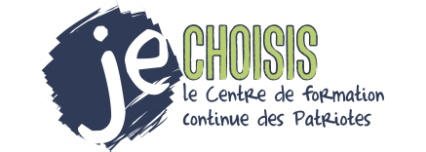 je CHOISIS
le Centre de formation
continue des Patriotes